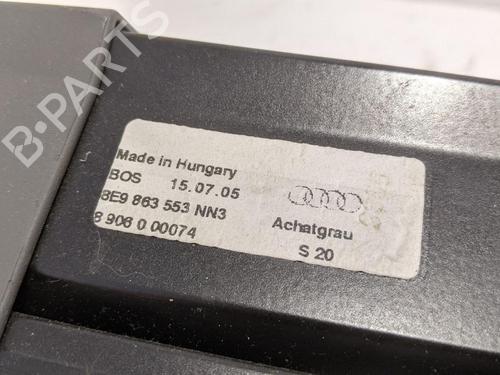 B-PARTS
Made in Hungary
BOS 15.07.05
8E9 863 553 NN3
8 906 0 00074
Achatgrau
S 20